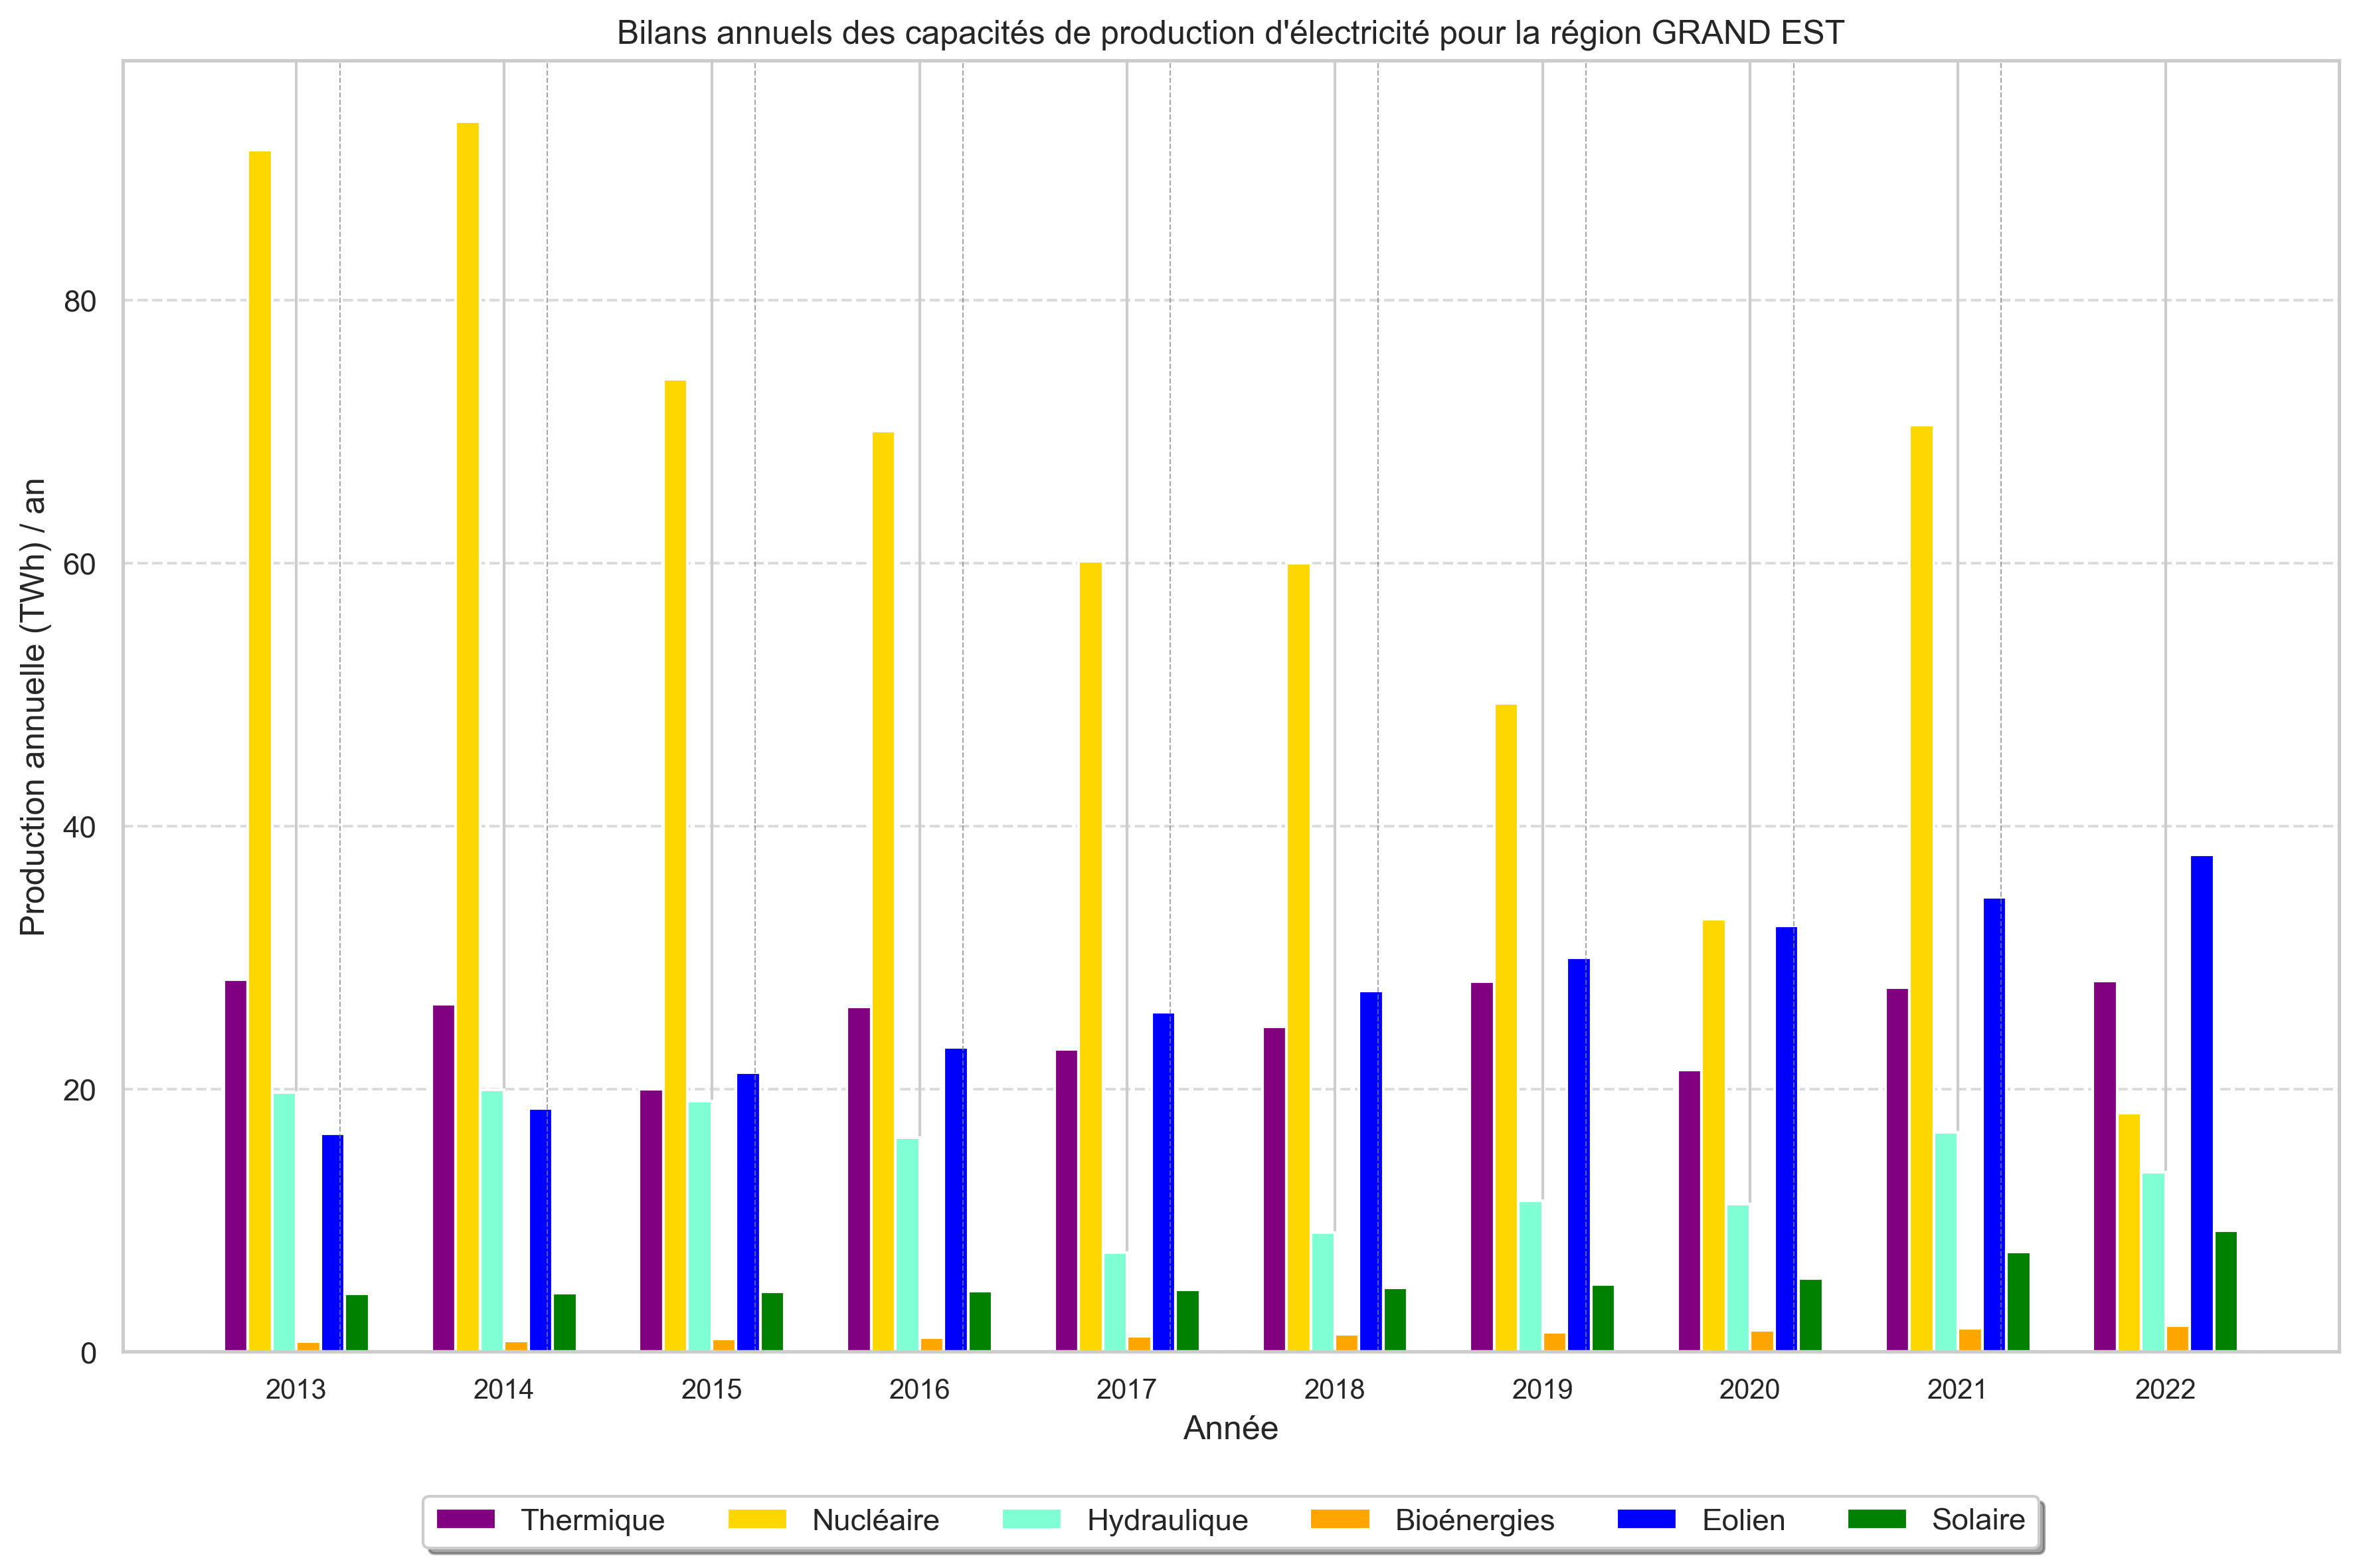 Bilans annuels des capacités de production d'électricité pour la région GRAND EST
Production annuelle (TWh) / an
80
60
40
20
0
2013 2014 2015 2016 2017 2018 2019 2020 2021 2022
Année
Thermique Nucléaire Hydraulique Bioénergies Eolien Solaire